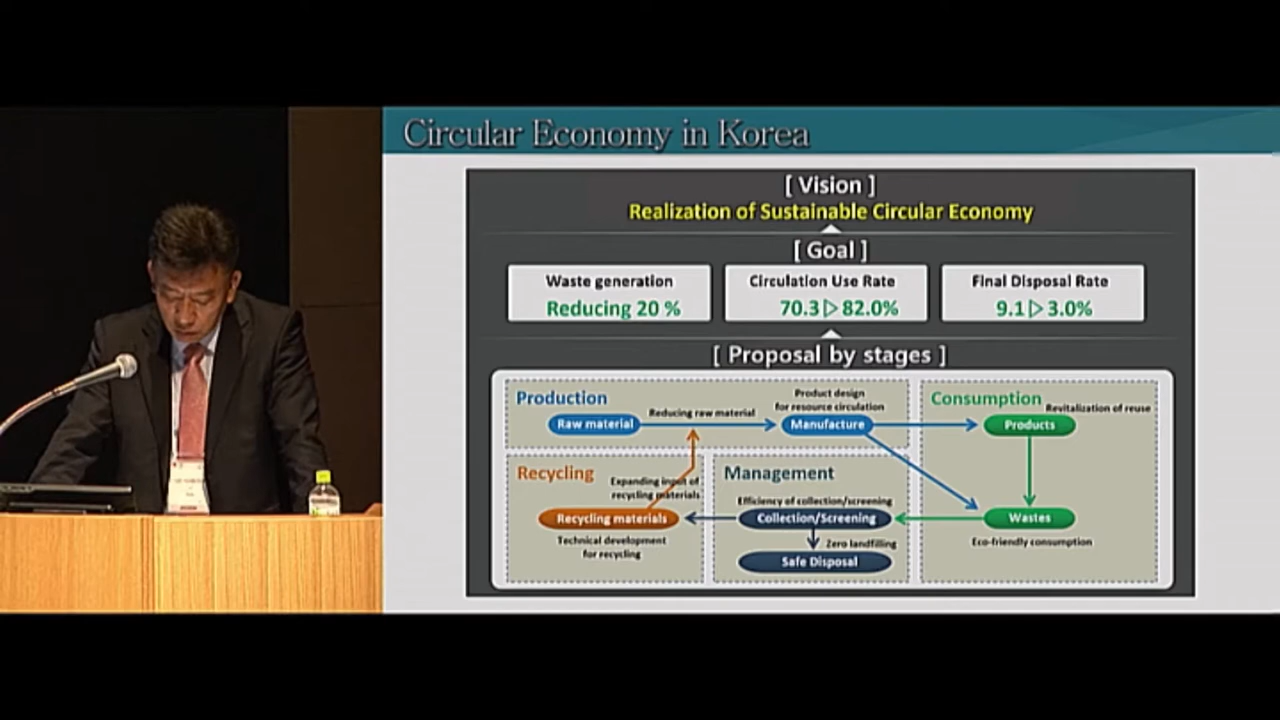 Circular Economy in Korea
[ Vision ]
Realization of Sustainable Circular Economy
[ Goal ]
Waste generation
Reducing 20 %
Circulation Use Rate
70.3▷82.0%
Final Disposal Rate
9.1▷3.0%
[ Proposal by stages ]
Production
Raw material
Reducing raw material
Product design
for resource circulation
Manufacture
Consumption
Revitalization of reuse
Products
Wastes
Eco-friendly consumption
Management
Efficiency of collection/screening
Collection/Screening
Zero landfilling
Safe Disposal
Recycling
Expanding input of
recycling materials
Recycling materials
Technical development
for recycling